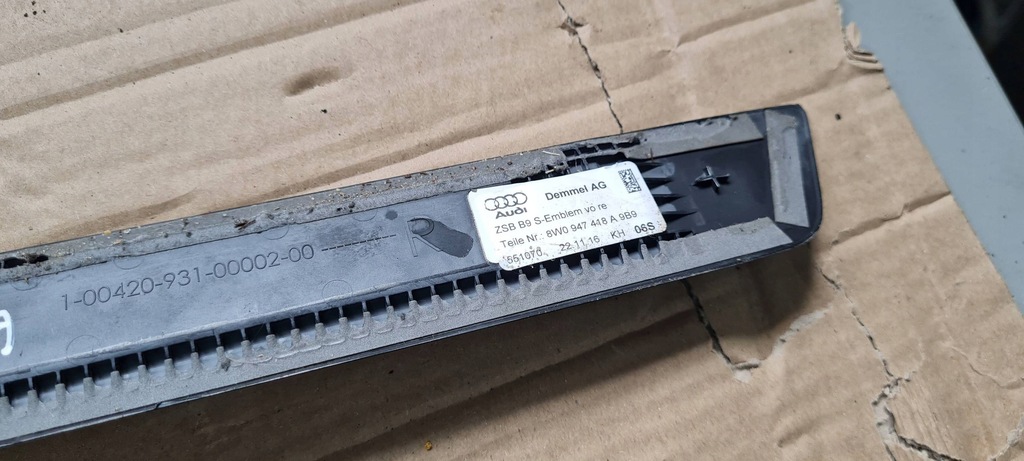 Demmel AG
Audi
ZSB B9 S-Emblem vo re
Teile Nr.: 8W0 947 448 A 9B9
551070 22.11.16 KH 06S
1-00420-931-00002-00
R